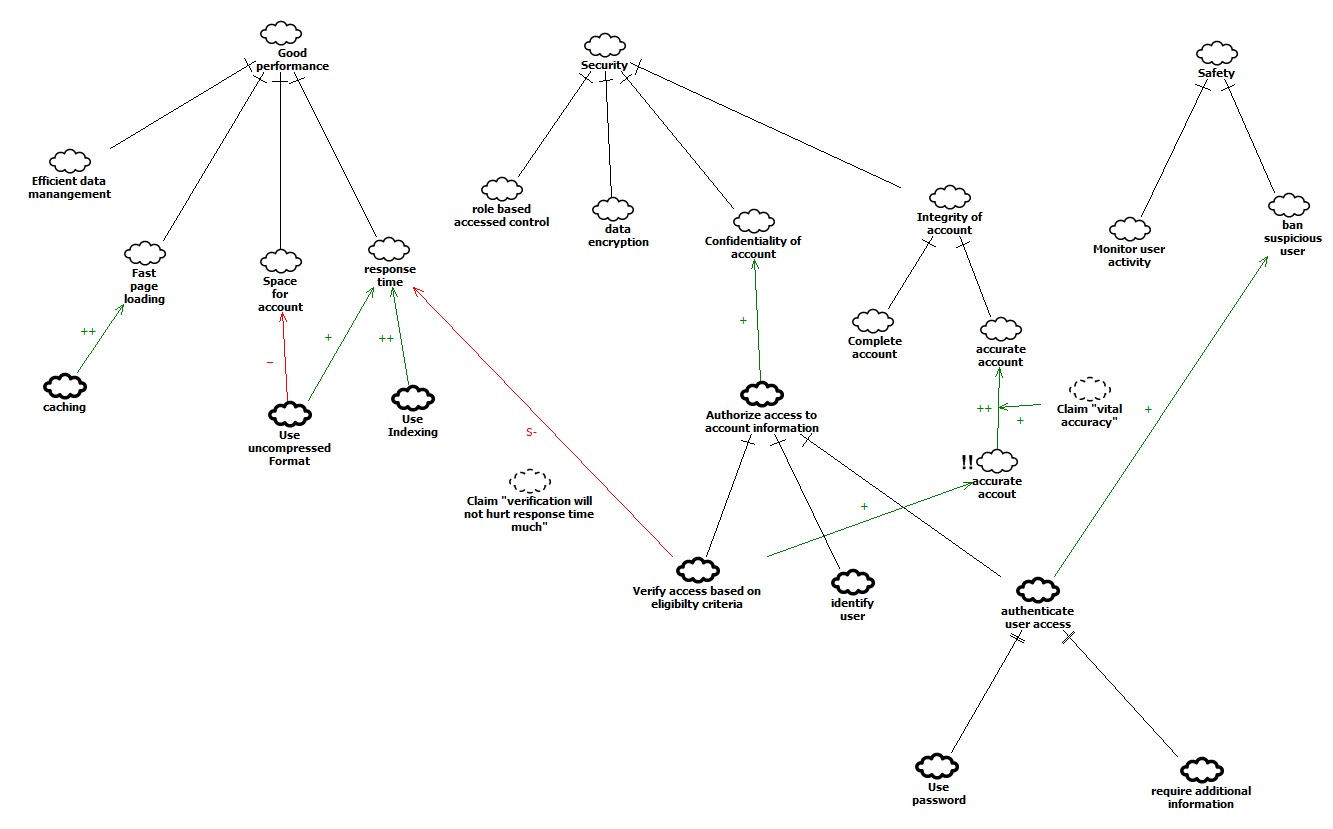 Good
performance
Security
Safety
Efficient data
manangement
role based
accessed control
data
encryption
Confidentiality of
account
Integrity of
account
Monitor user
activity
ban
suspicious
user
Fast
page
loading
Space
for
account
response
time
++
−
+
++
+
Complete
account
accurate
account
caching
Use
uncompressed
Format
Use
Indexing
S-
Authorize access to
account information
++
+
Claim "vital
accuracy"
+
!!
accurate
accout
Claim "verification will
not hurt response time
much"
+
Verify access based on
eligibilty criteria
identify
user
authenticate
user access
Use
password
require additional
information